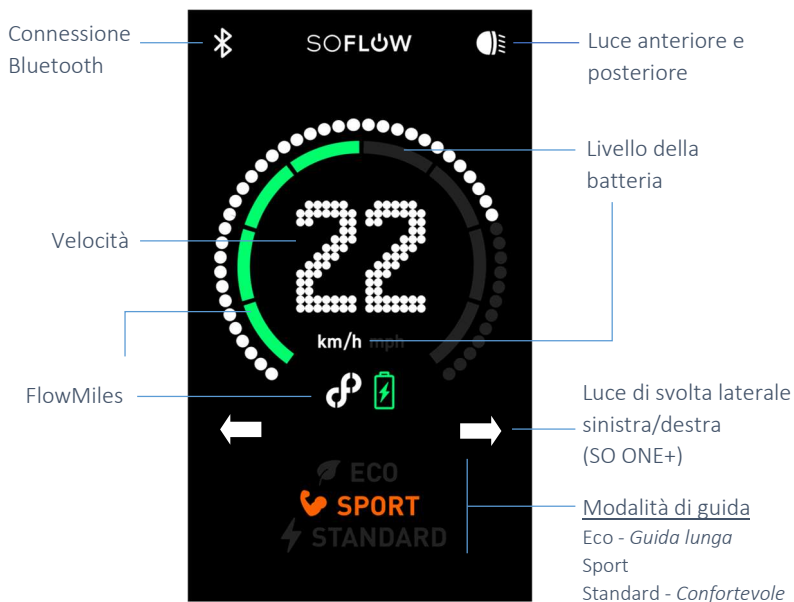 Connessione
Bluetooth
SOFLOW
Luce anteriore e
posteriore
Livello della
batteria
Velocità
22
km/h mph
FlowMiles
Luce di svolta laterale
sinistra/destra
(SO ONE+)
ECO
SPORT
STANDARD
Modalità di guida
Eco - Guida lunga
Sport
Standard - Confortevole